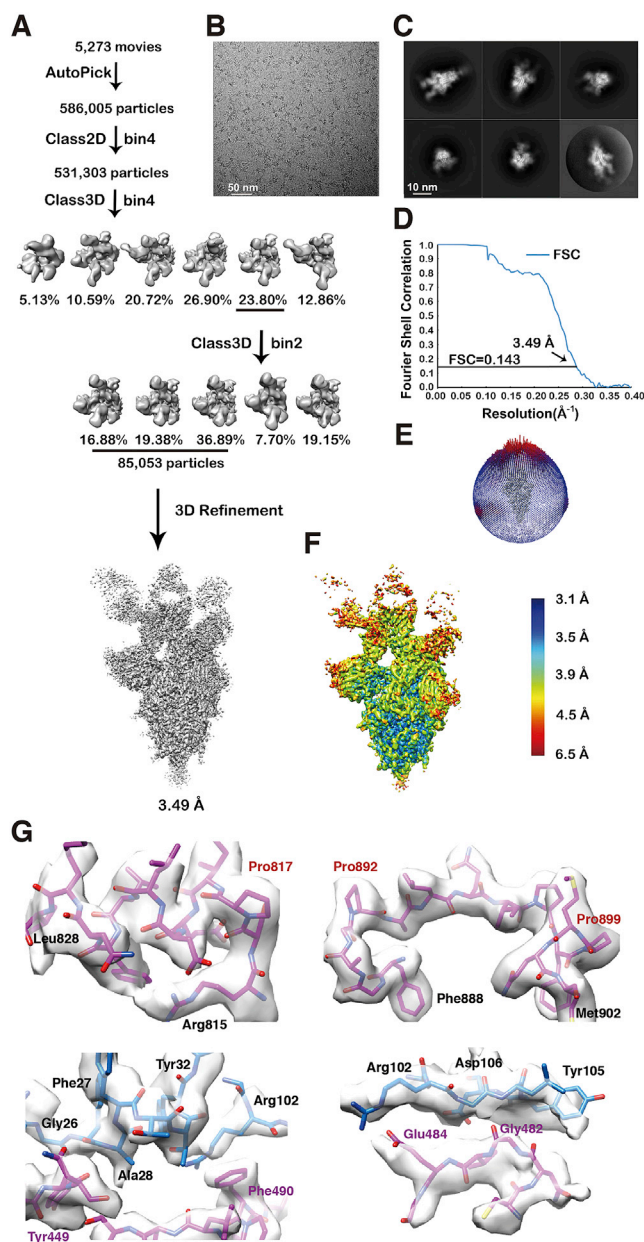 A
5,273 movies
AutoPick
586,005 particles
Class2D bin4
531,303 particles
Class3D bin4
5.13% 10.59% 20.72% 26.90% 23.80% 12.86%
Class3D bin2
16.88% 19.38% 36.89% 7.70% 19.15%
85,053 particles
3D Refinement
3.49 Å
B
50 nm
C
10 nm
D
Fourier Shell Correlation
1.0
0.9
0.8
0.7
0.6
0.5
0.4
0.3
0.2
0.1
0
FSC
3.49 Å
FSC=0.143
0.00 0.05 0.10 0.15 0.20 0.25 0.30 0.35 0.40
Resolution(Å⁻¹)
E
F
3.1 Å
3.5 Å
3.9 Å
4.5 Å
6.5 Å
G
Pro817
Leu828
Arg815
Pro892
Pro899
Phe888
Met902
Tyr32
Phe27
Arg102
Gly26
Ala28
Phe490
Tyr449
Asp106
Arg102
Tyr105
Glu484
Gly482